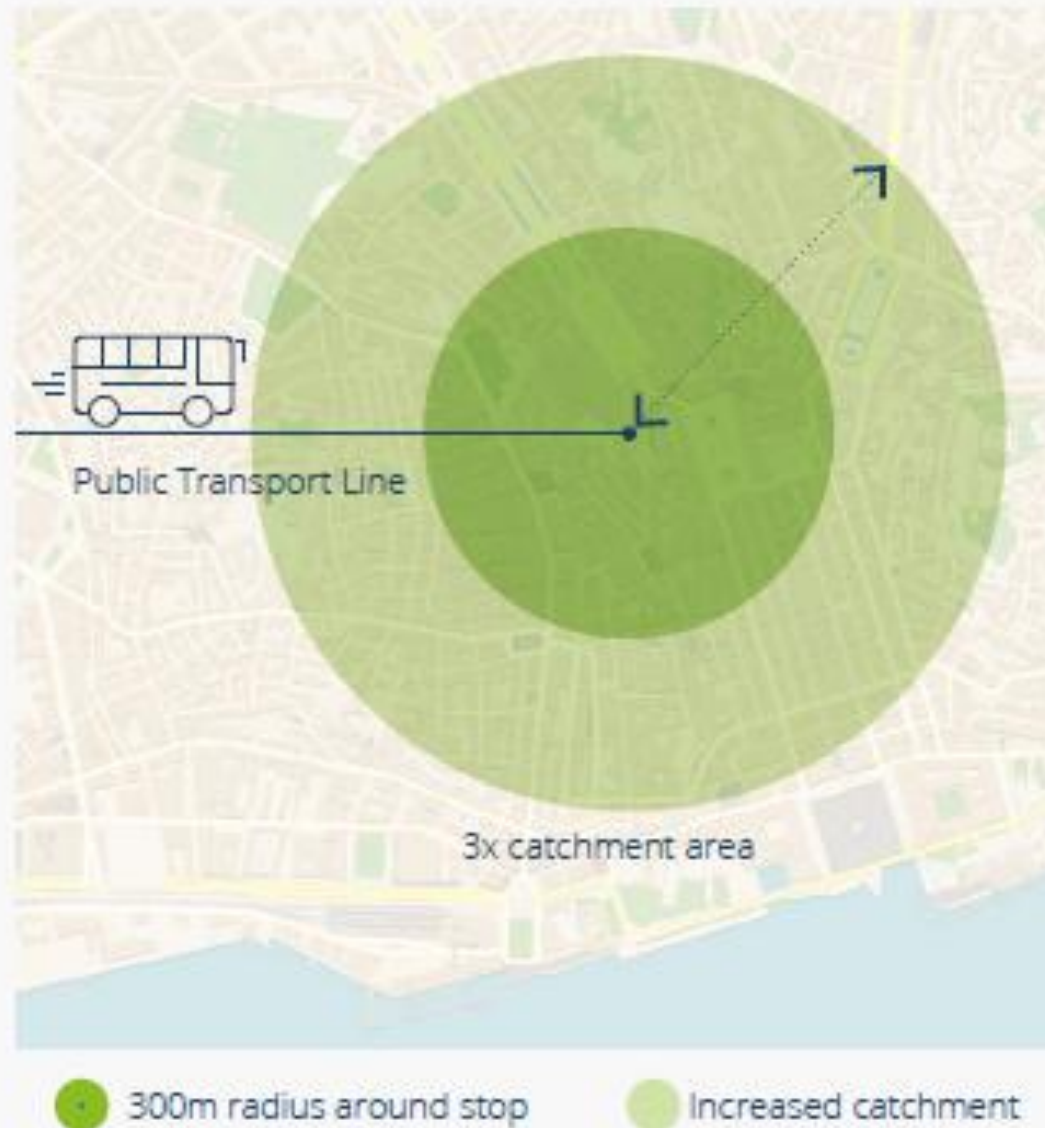 Public Transport Line
3x catchment area
300m radius around stop
Increased catchment